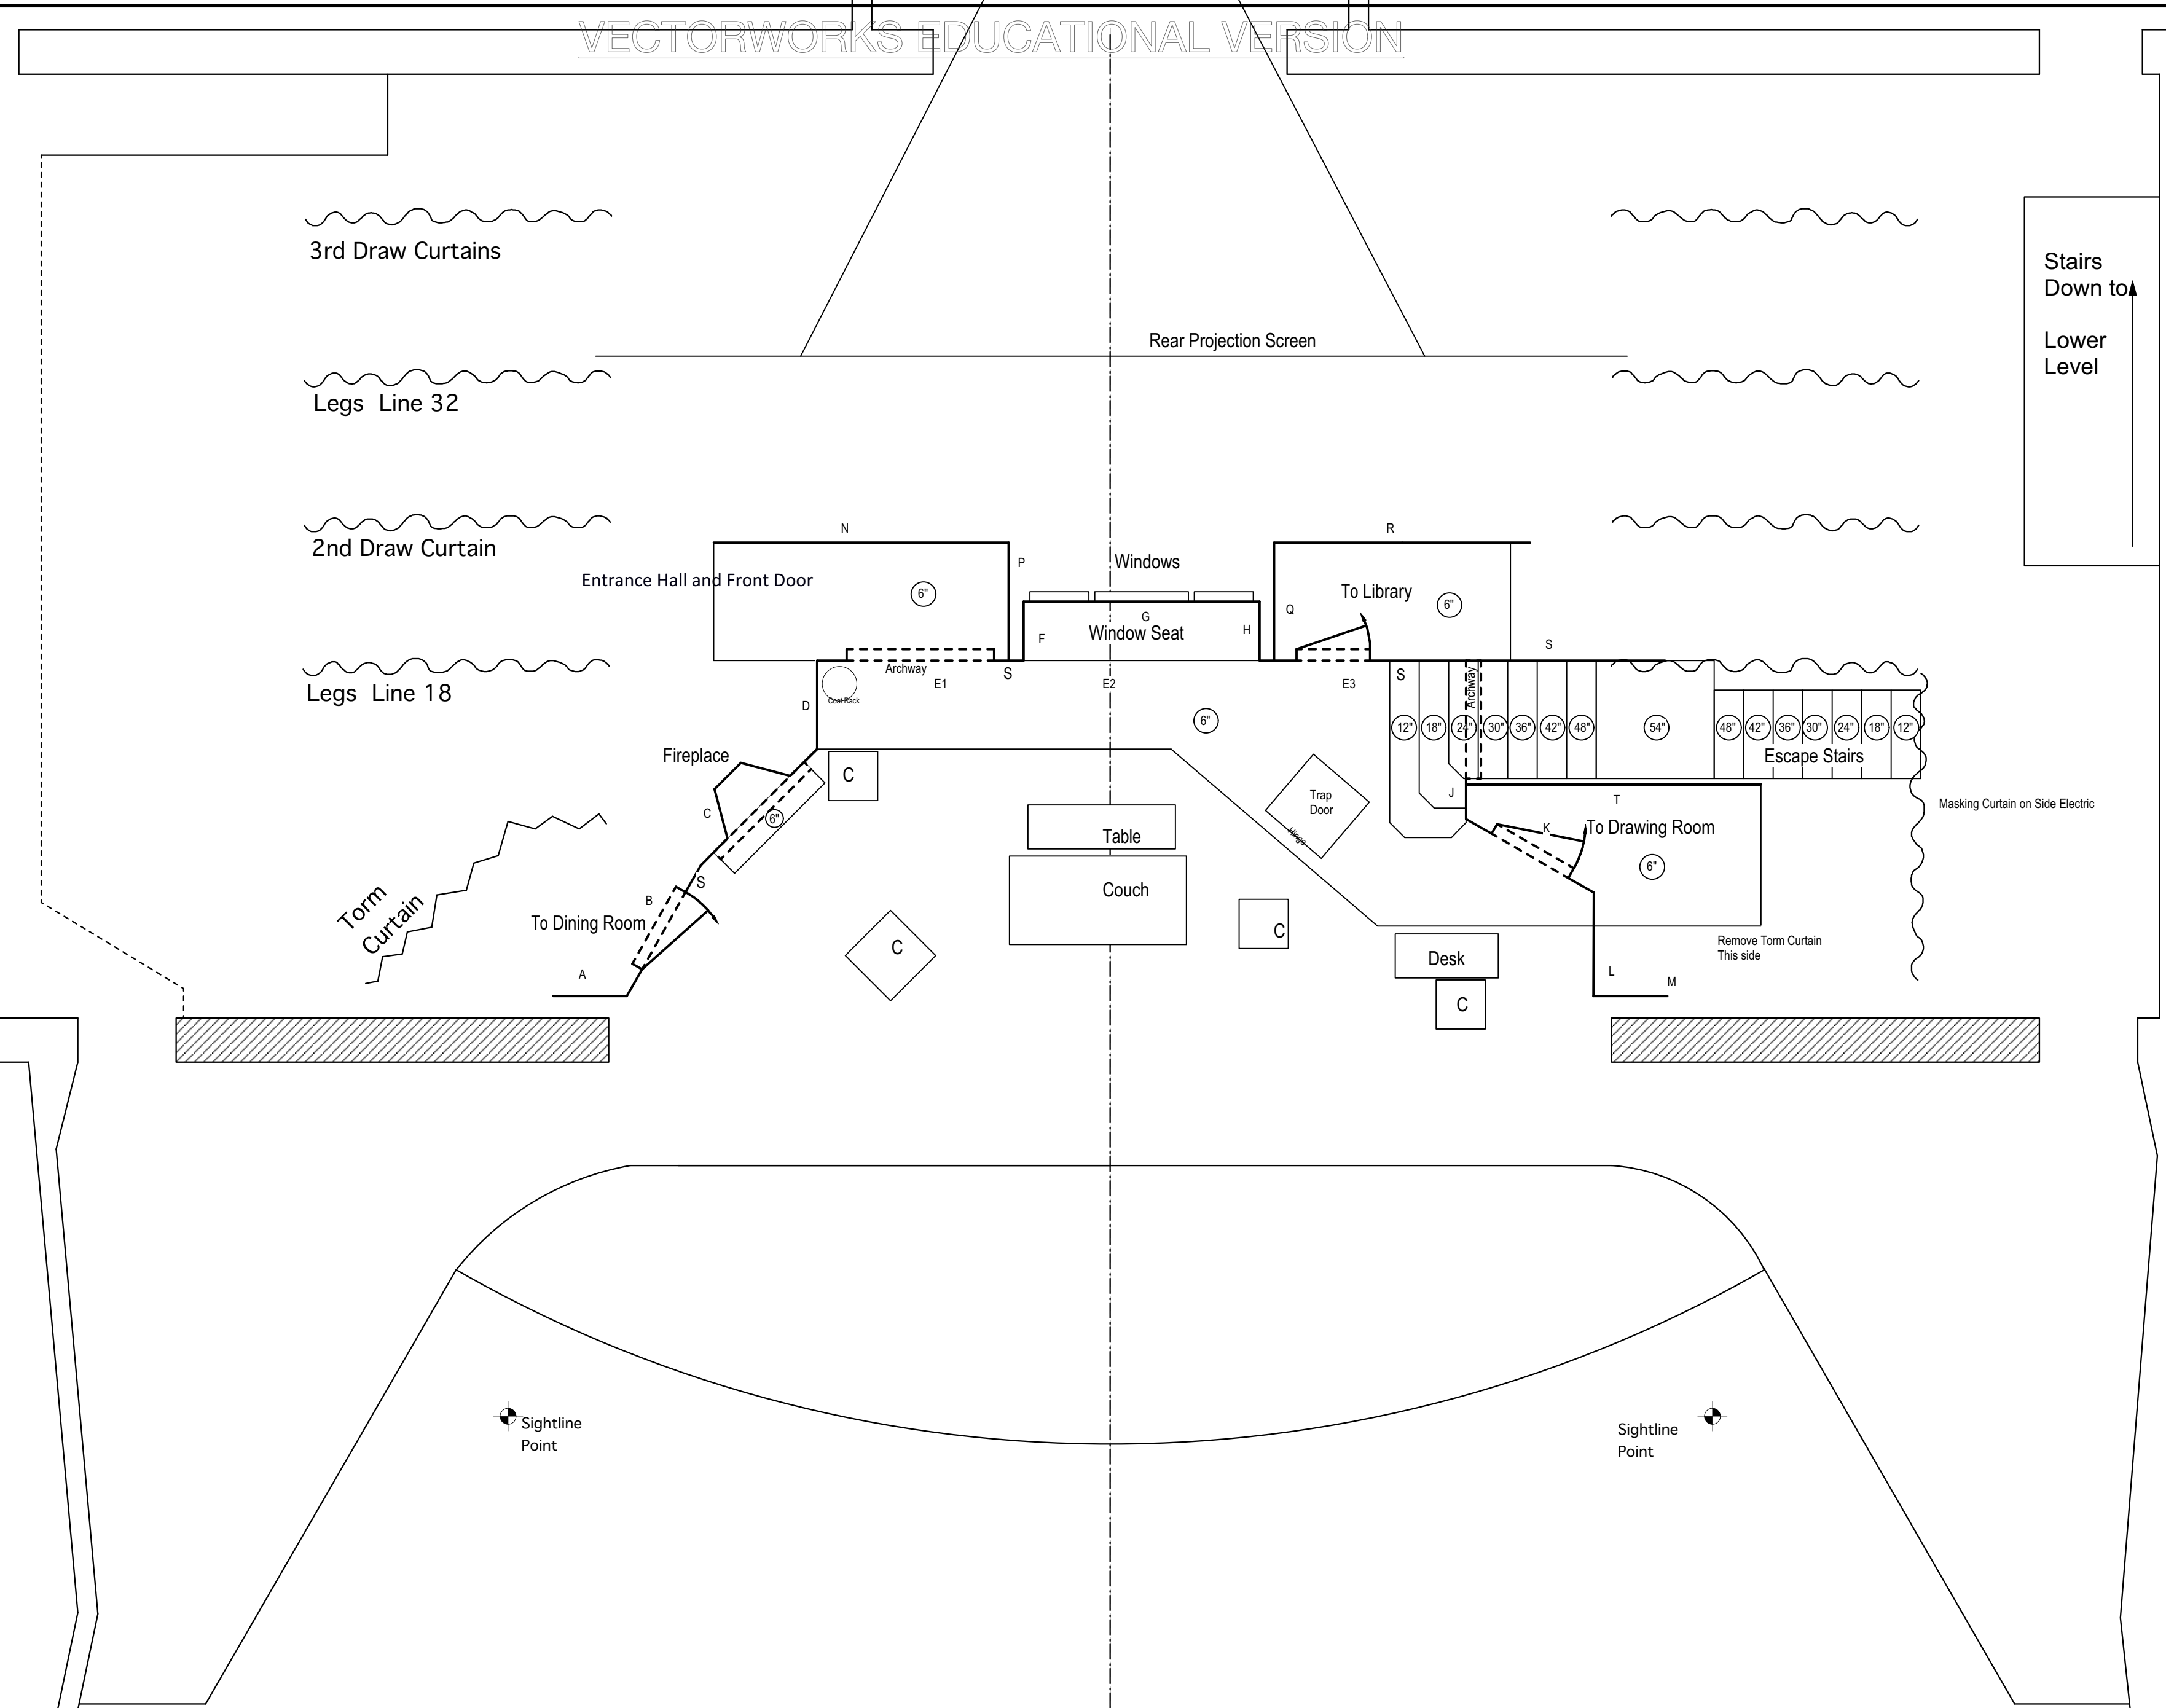 VECTORWORKS EDUCATIONAL VERSION
3rd Draw Curtains
Stairs
Down to
Lower
Level
Rear Projection Screen
Legs Line 32
2nd Draw Curtain
N
R
P
Windows
Entrance Hall and Front Door
6"
To Library
6"
Q
G
F
Window Seat
H
S
Archway
S
E1
E2
E3
S
Archway
Legs Line 18
D
Coat Rack
6"
12"
18"
24"
30"
36"
42"
48"
54"
48"
42"
36"
30"
24"
18"
12"
Fireplace
Escape Stairs
C
Trap
Door
Hinge
J
T
Masking Curtain on Side Electric
C
6"
Table
K
To Drawing Room
6"
S
Couch
B
To Dining Room
Torm
Curtain
C
C
Desk
Remove Torm Curtain
This side
A
L
M
C
Sightline
Point
Sightline
Point